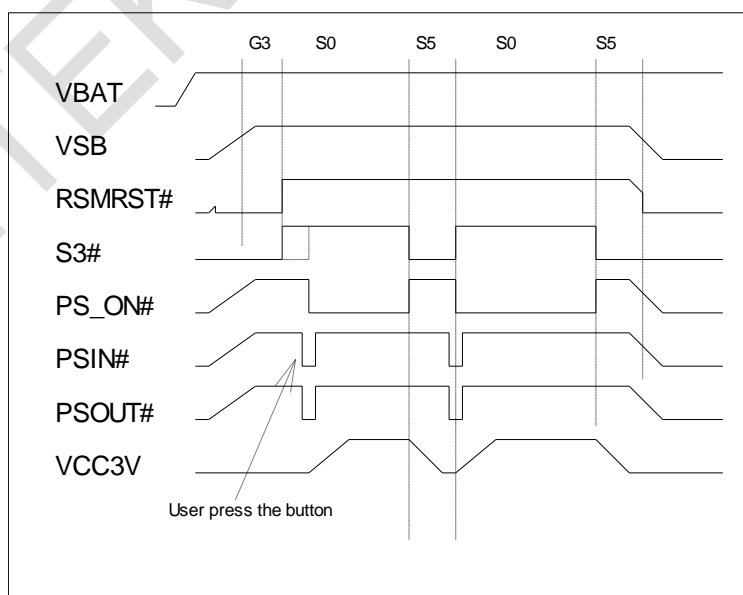 G3 S0 S5 S0 S5
VBAT
VSB
RSMRST#
S3#
PS_ON#
PSIN#
PSOUT#
VCC3V
User press the button